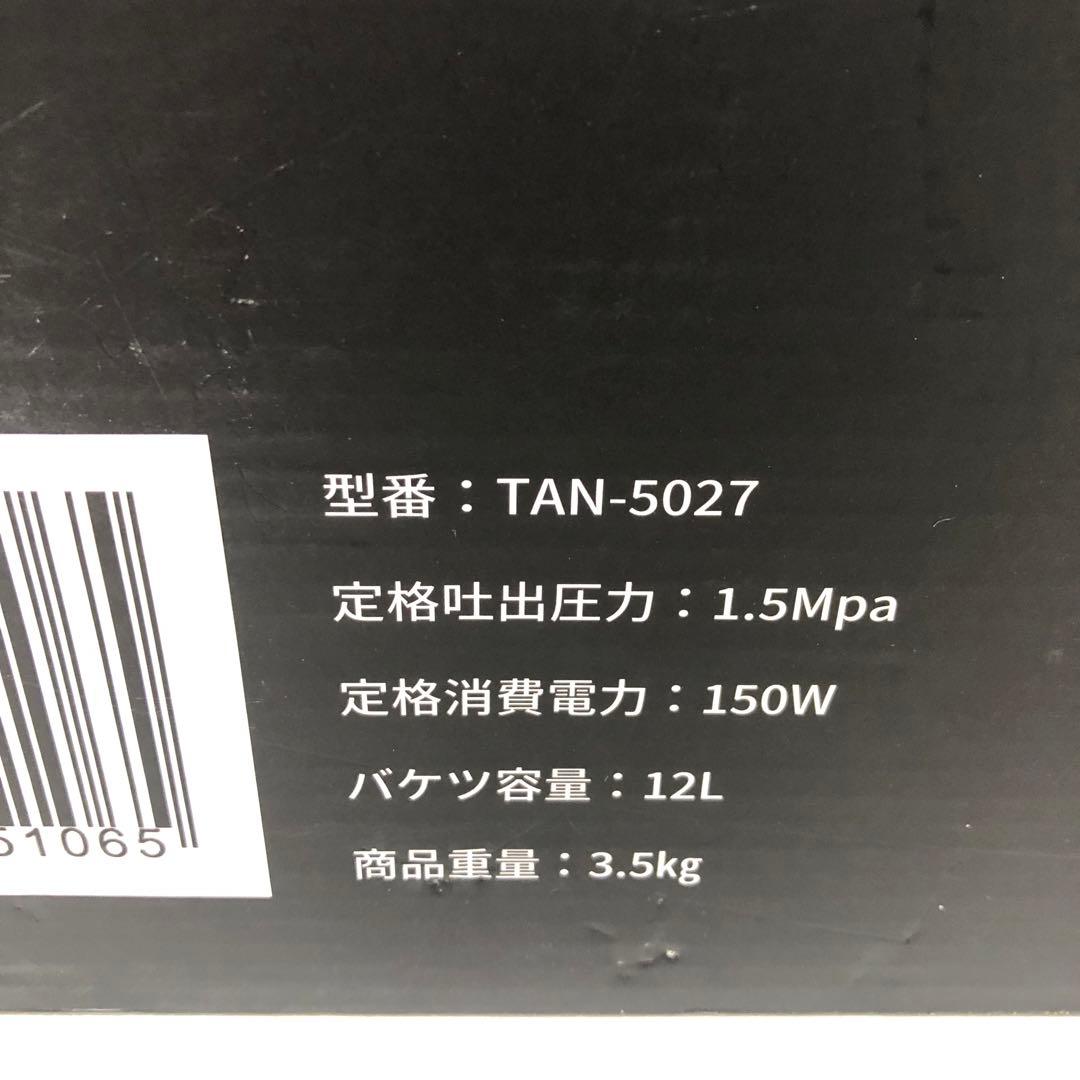 型番：TAN-5027
定格吐出圧力：1.5Mpa
定格消費電力：150W
バケツ容量：12L
商品重量：3.5kg
51065